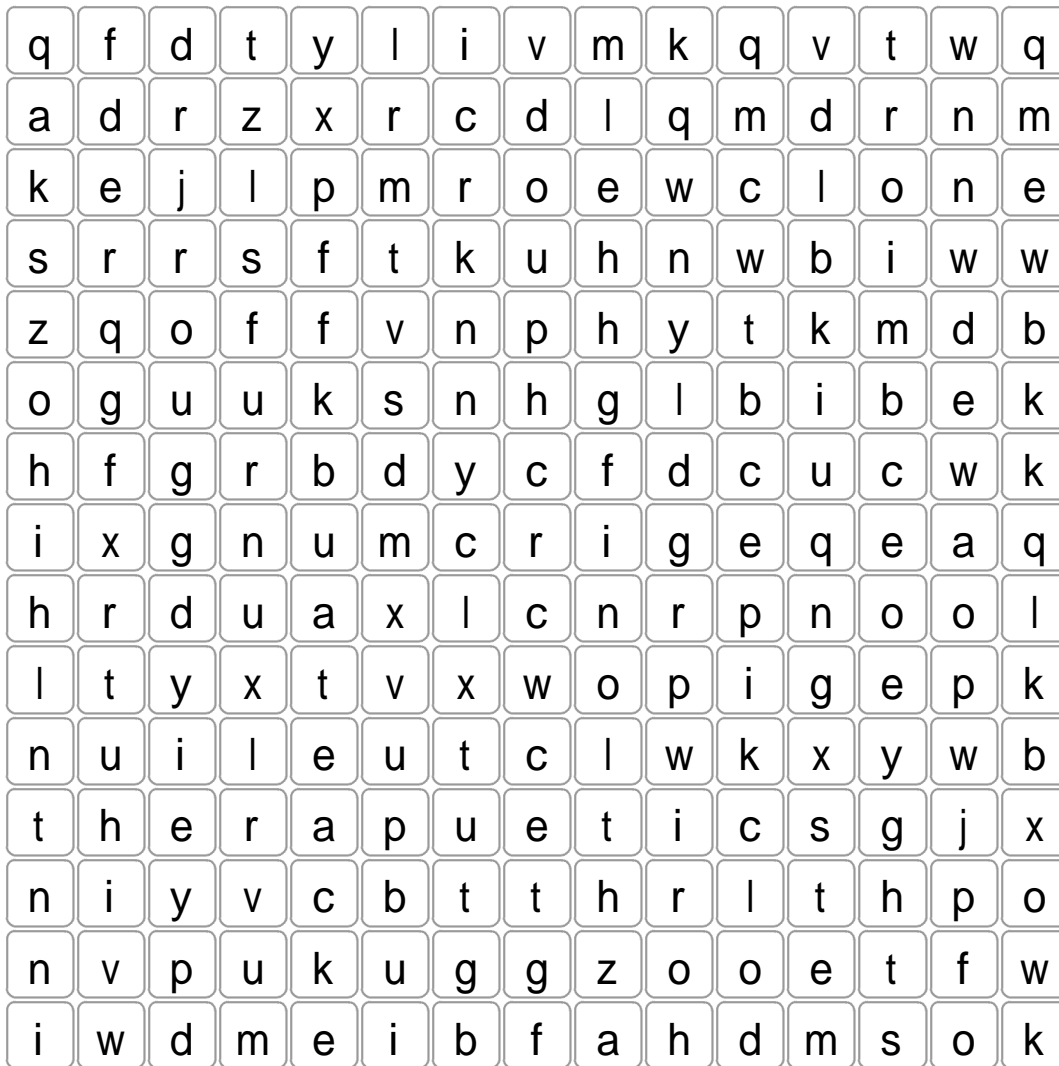 q f d t y l i v m k q v t w q
a d r z x r c d l q m d r n m
k e j l p m r o e w c l o n e
s r r s f t k u h n w b i w w
z q o f f v n p h y t k m d b
o g u u k s n h g l b i b e k
h f g r b d y c f d c u c w k
i x g n u m c r i g e q e a q
h r d u a x l c n r p n o o l
l t y x t v x w o p i g e p k
n u i l e u t c l w k x y w b
t h e r a p u e t i c s g j x
n i y v c b t t h r l t h p o
n v p u k u g g z o o e t f w
i w d m e i b f a h d m s o k